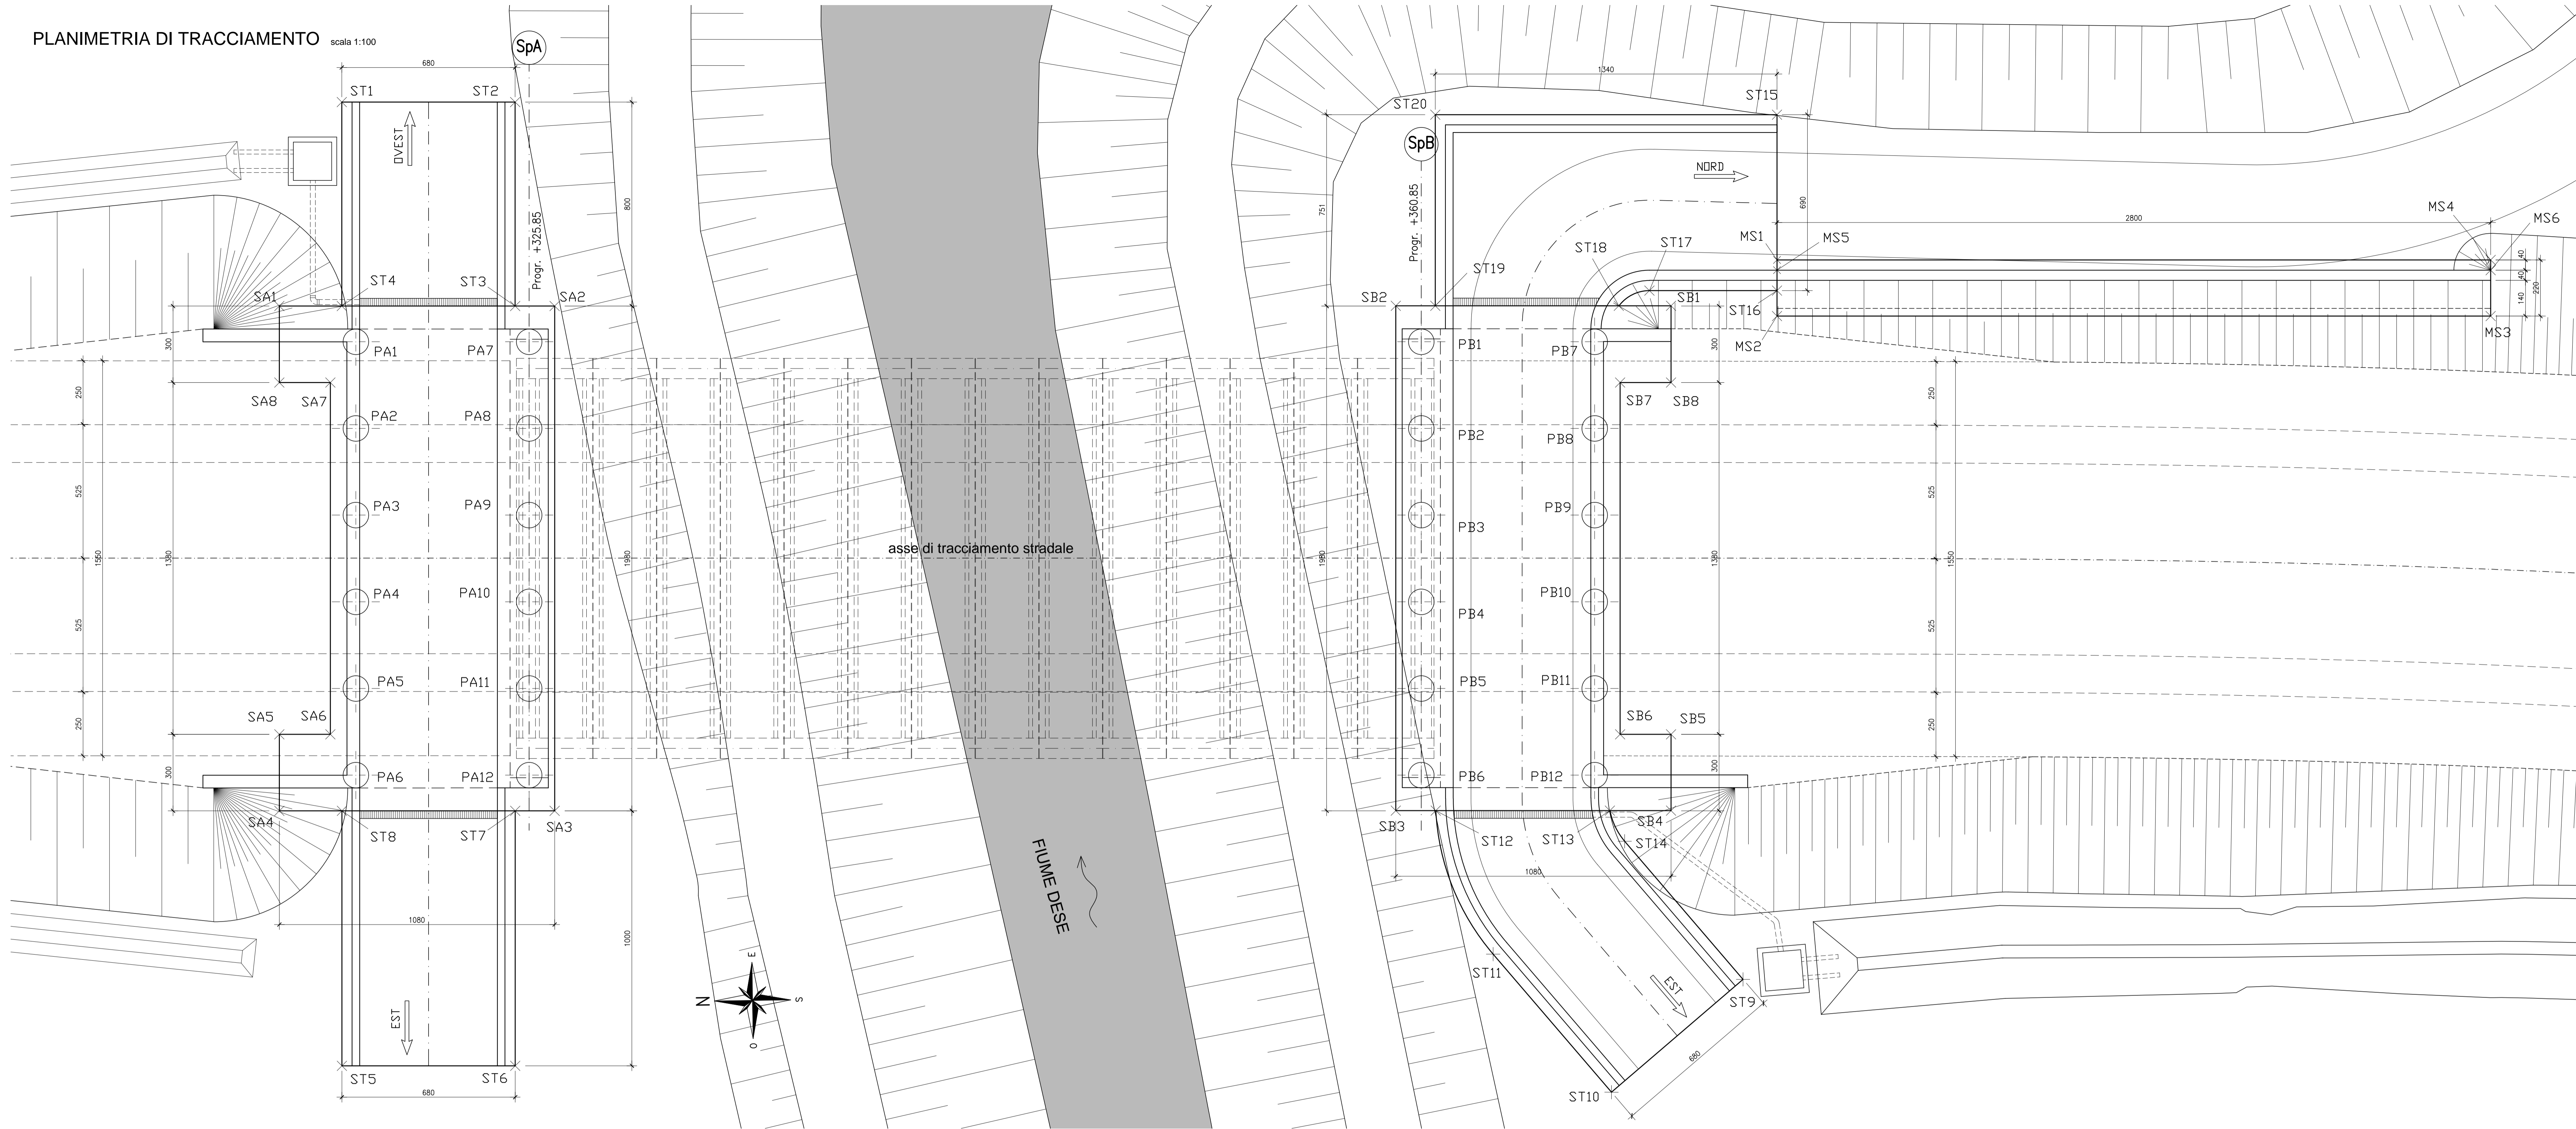 PLANIMETRIA DI TRACCIAMENTO scala 1:100
SpA
680
ST1
ST2
OVEST
Progr. +325.85
800
ST4
ST3
SA1
SA2
300
PA1
PA7
SA8
SA7
250
PA2
PA8
525
PA3
PA9
1550
1380
1980
525
PA4
PA10
PA5
PA11
SA5
SA6
250
300
PA6
PA12
SA4
ST8
ST7
SA3
1080
1000
EST
ST5
ST6
680
asse di tracciamento stradale
FIUME DESE
E
N
S
O
1340
ST20
ST15
SpB
NORD
751
Progr. +360.85
690
2800
MS4
MS6
MS1
MS5
ST18
ST17
ST19
SB2
SB1
ST16
40
40
140
220
MS2
MS3
PB1
PB7
300
SB7
SB8
250
PB2
PB8
PB3
PB9
525
1980
1380
1550
PB4
PB10
525
PB5
PB11
SB6
SB5
250
PB6
PB12
300
SB3
SB4
ST12
ST13
ST14
1080
ST11
EST
ST9
680
ST10